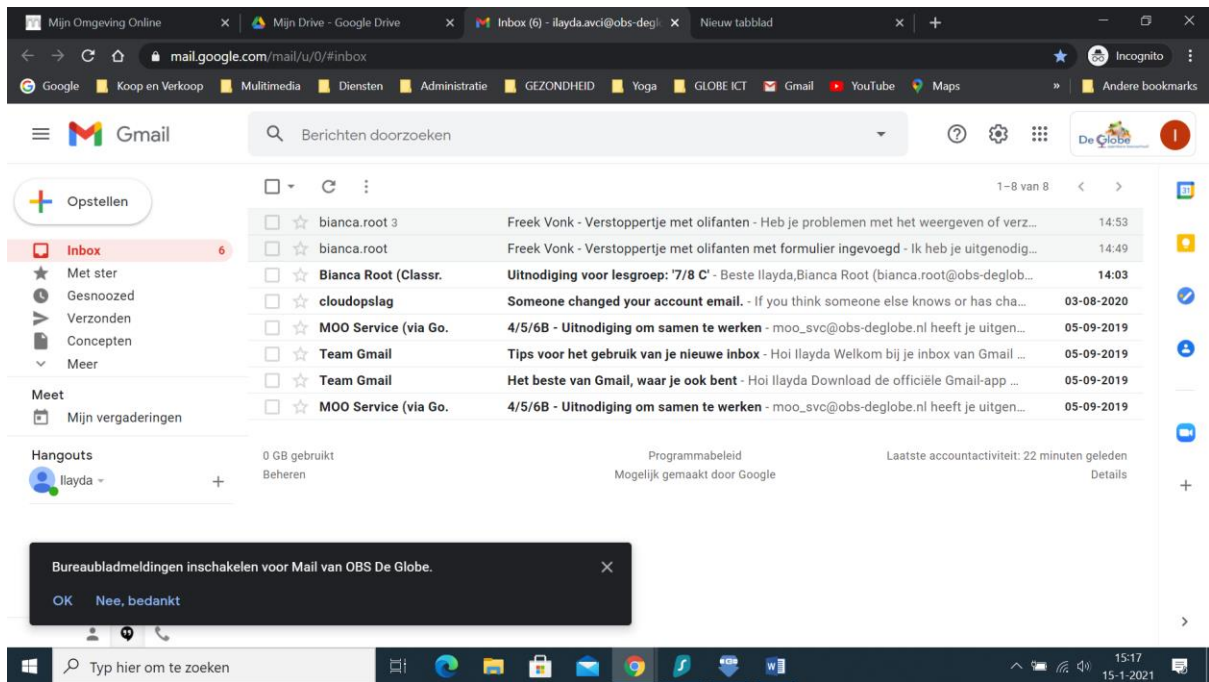 Mijn Omgeving Online
Mijn Drive - Google Drive
Inbox (6) - ilayda.avci@obs-degl
Nieuw tabblad
mail.google.com/mail/u/0/#inbox
Incognito
Google
Koop en Verkoop
Mulitimedia
Diensten
Administratie
GEZONDHEID
Yoga
GLOBE ICT
Gmail
YouTube
Maps
»
Andere bookmarks
Gmail
Berichten doorzoeken
De Globe
I
Opstellen
1–8 van 8
31
Inbox 6
Met ster
Gesnoozed
Verzonden
Concepten
Meer
bianca.root 3 Freek Vonk - Verstoppertje met olifanten - Heb je problemen met het weergeven of verz... 14:53
bianca.root Freek Vonk - Verstoppertje met olifanten met formulier ingevoegd - Ik heb je uitgenodig... 14:49
Bianca Root (Classr. Uitnodiging voor lesgroep: '7/8 C' - Beste Ilayda,Bianca Root (bianca.root@obs-deglob... 14:03
cloudopslag Someone changed your account email. - If you think someone else knows or has cha... 03-08-2020
MOO Service (via Go. 4/5/6B - Uitnodiging om samen te werken - moo_svc@obs-deglobe.nl heeft je uitgen... 05-09-2019
Team Gmail Tips voor het gebruik van je nieuwe inbox - Hoi Ilayda Welkom bij je inbox van Gmail ... 05-09-2019
Team Gmail Het beste van Gmail, waar je ook bent - Hoi Ilayda Download de officiële Gmail-app ... 05-09-2019
MOO Service (via Go. 4/5/6B - Uitnodiging om samen te werken - moo_svc@obs-deglobe.nl heeft je uitgen... 05-09-2019
Meet
Mijn vergaderingen
Hangouts
Ilayda
0 GB gebruikt
Beheren
Programmabeleid
Mogelijk gemaakt door Google
Laatste accountactiviteit: 22 minuten geleden
Details
Bureaubladmeldingen inschakelen voor Mail van OBS De Globe.
OK Nee, bedankt
Typ hier om te zoeken
15:17
15-1-2021